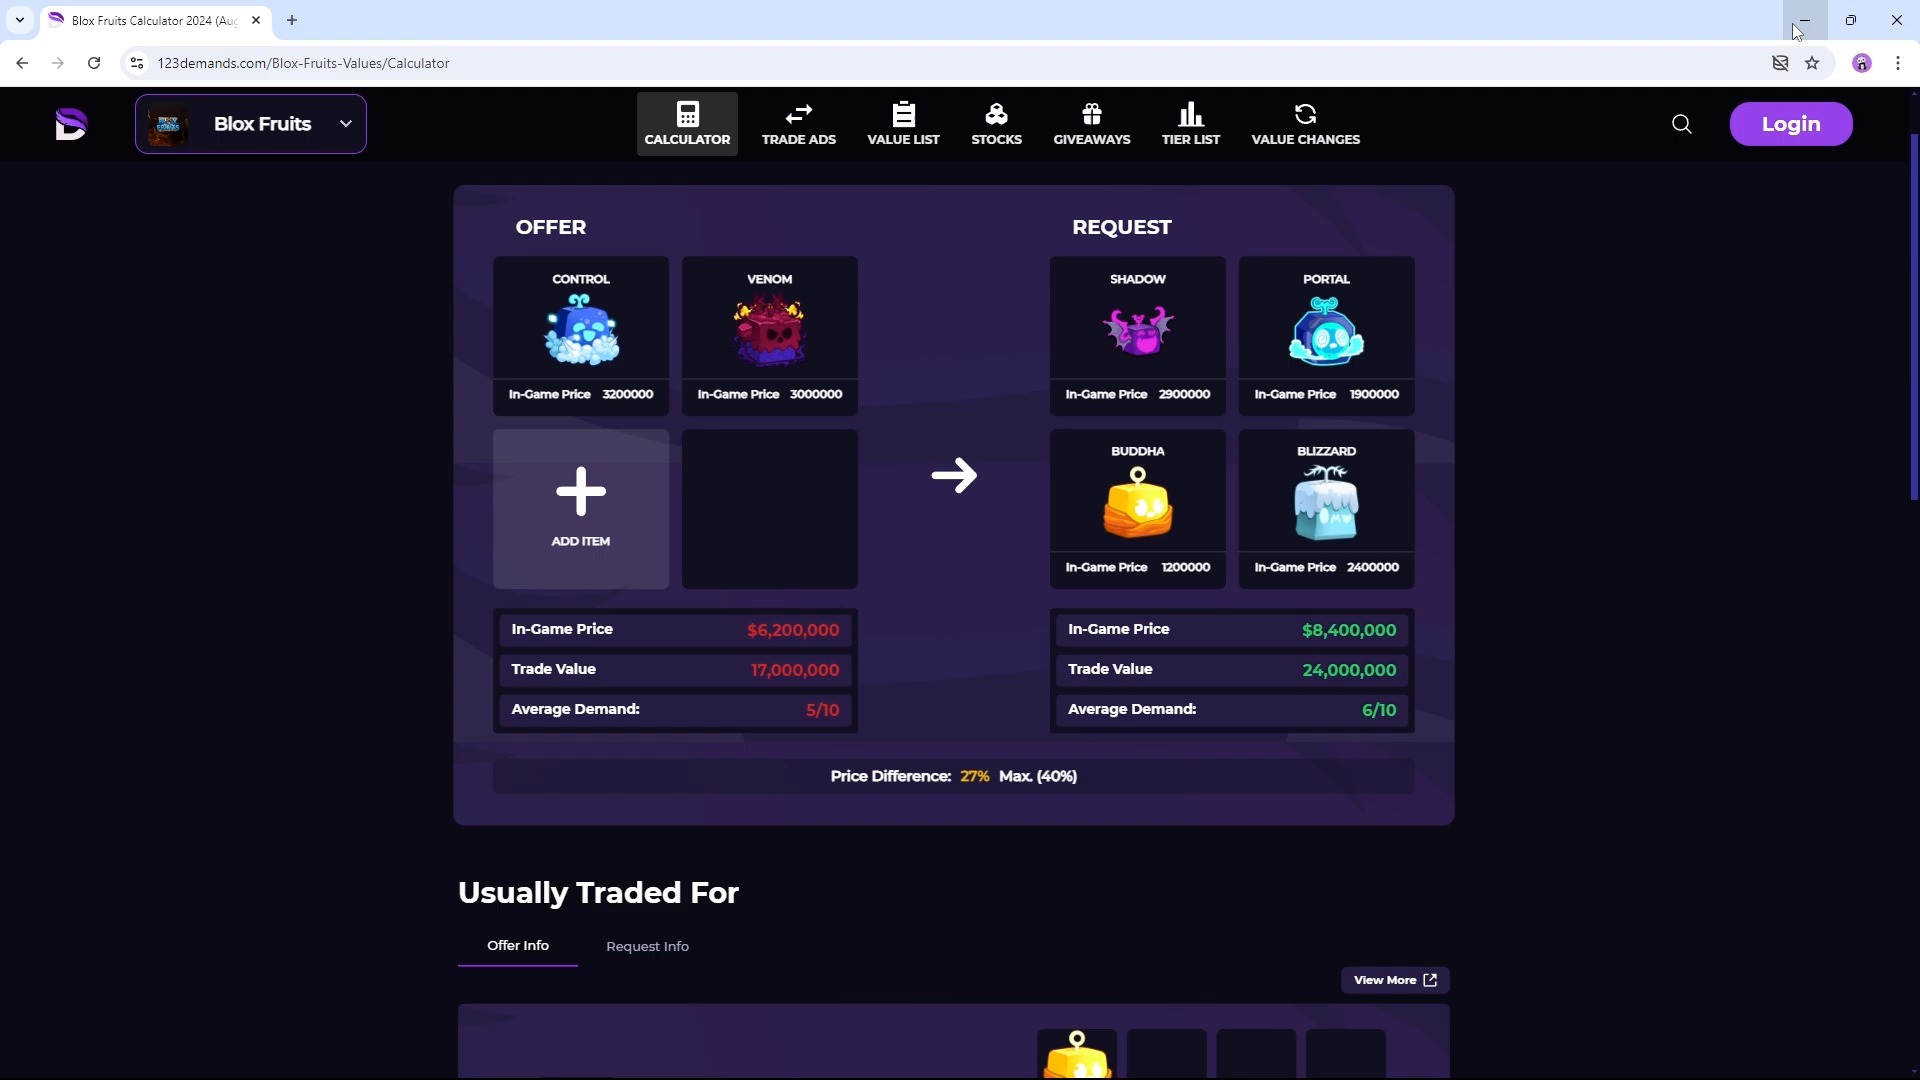 Blox Fruits Calculator 2024 (Aug
123demands.com/Blox-Fruits-Values/Calculator
Blox Fruits
CALCULATOR
TRADE ADS
VALUE LIST
STOCKS
GIVEAWAYS
TIER LIST
VALUE CHANGES
Login
OFFER
REQUEST
CONTROL
VENOM
SHADOW
PORTAL
In-Game Price 3200000
In-Game Price 3000000
In-Game Price 2900000
In-Game Price 1900000
BUDDHA
BLIZZARD
ADD ITEM
In-Game Price 1200000
In-Game Price 2400000
In-Game Price $6,200,000
Trade Value 17,000,000
Average Demand: 5/10
In-Game Price $8,400,000
Trade Value 24,000,000
Average Demand: 6/10
Price Difference: 27% Max. (40%)
Usually Traded For
Offer Info
Request Info
View More